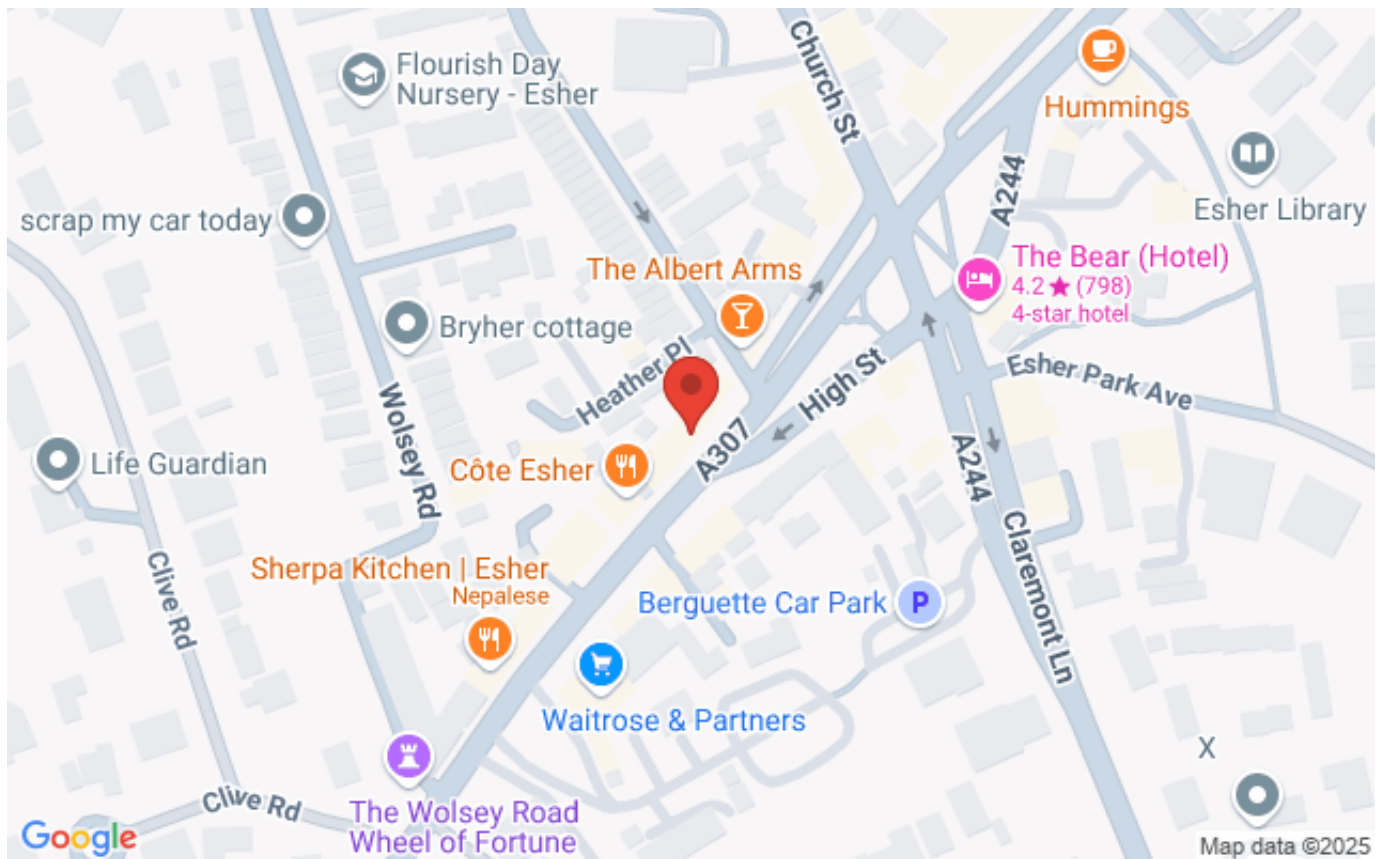 Flourish Day
Nursery - Esher
Church St
Hummings
A244
Esher Library
scrap my car today
The Albert Arms
The Bear (Hotel)
4.2 ★ (798)
4-star hotel
Bryher cottage
Heather Pl
High St
Esher Park Ave
Wolsey Rd
A307
A244
Life Guardian
Côte Esher
Claremont Ln
Clive Rd
Sherpa Kitchen | Esher
Nepalese
Berguette Car Park
P
Waitrose & Partners
X
Clive Rd
The Wolsey Road
Wheel of Fortune
Google
Map data ©2025